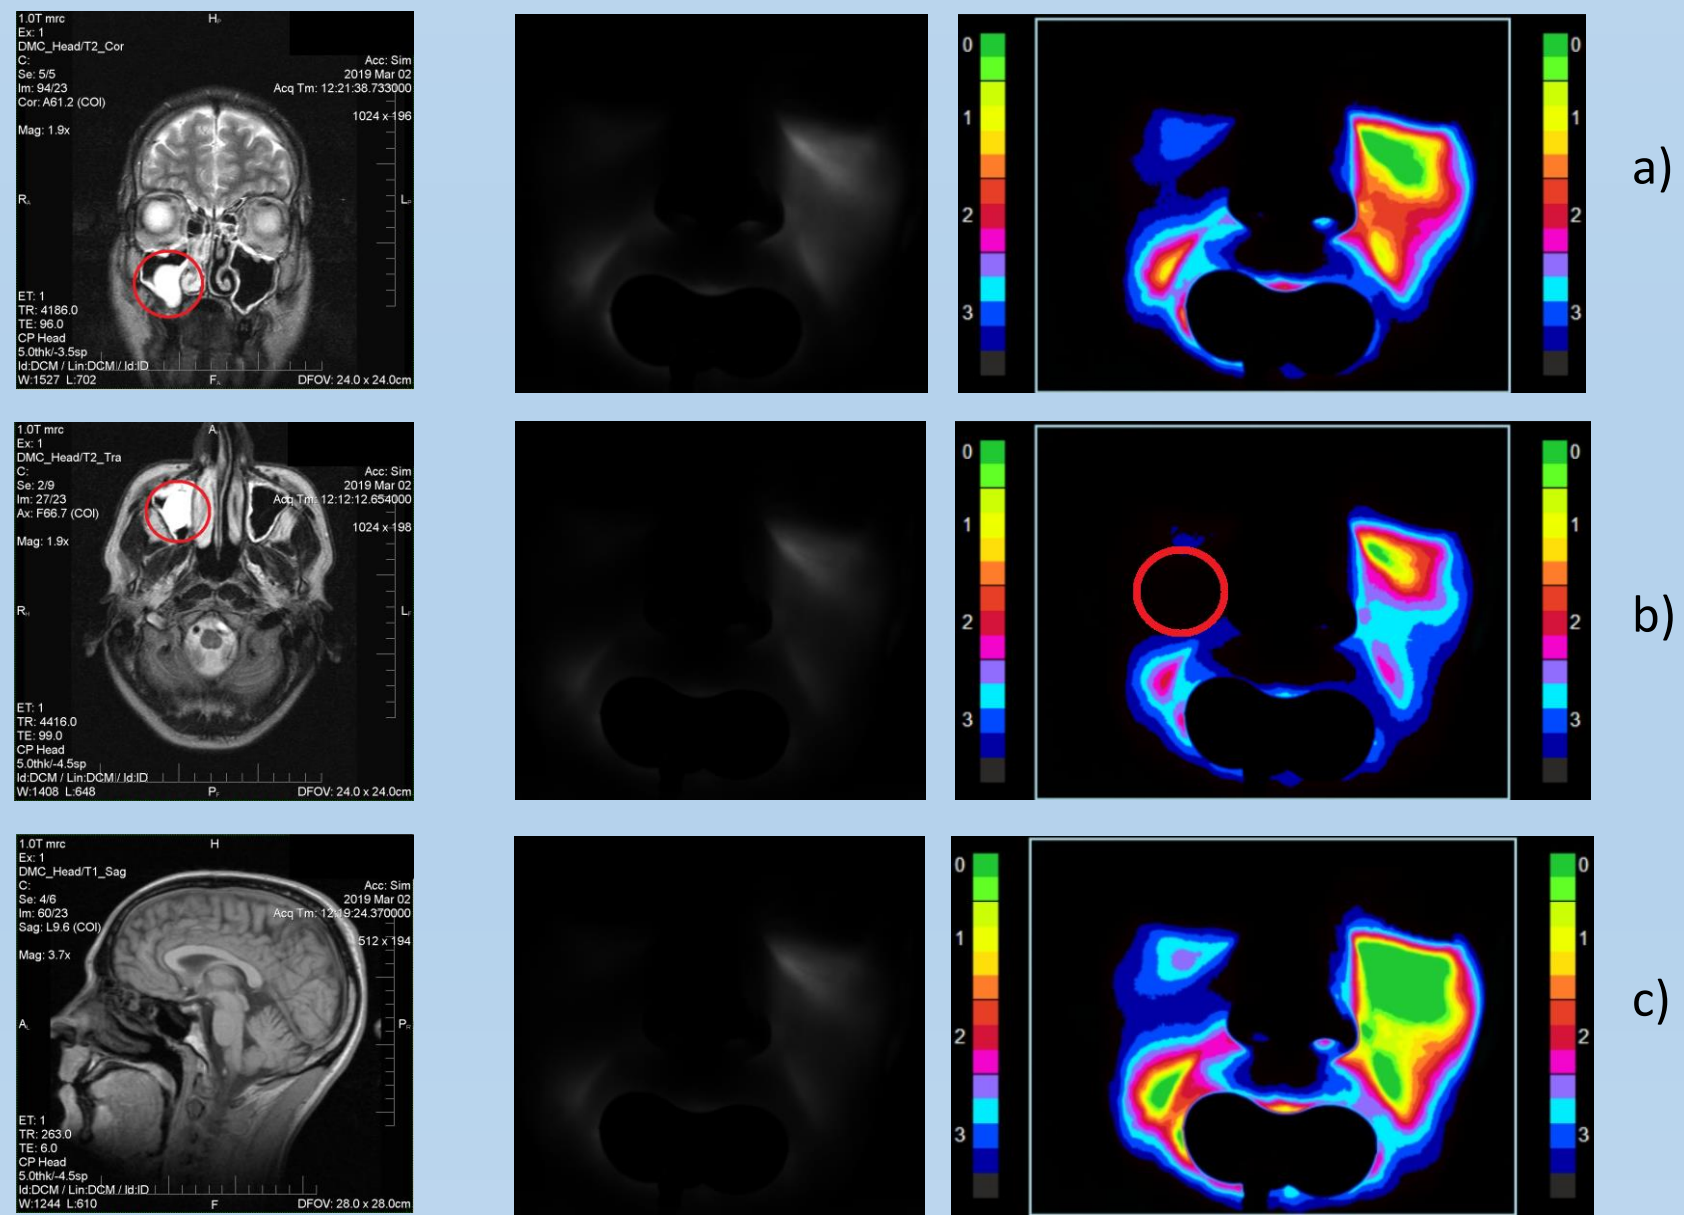 1.0T mrc
Ex: 1
DMC_Head/T2_Cor
C:
Se: 5/5
Im: 94/23
Cor: A61.2 (COI)
Mag: 1.9x
H
Acc: Sim
2019 Mar 02
Acq Tm: 12:21:38.733000
1024 x 196
R
L
ET: 1
TR: 4186.0
TE: 96.0
CP Head
5.0thk/-3.5sp
Id:DCM / Lin:DCM / Id:ID
W:1527 L:702
F
DFOV: 24.0 x 24.0cm
0
1
2
3
0
1
2
3
a)
1.0T mrc
Ex: 1
DMC_Head/T2_Tra
C:
Se: 2/9
Im: 27/23
Ax: F66.7 (COI)
Mag: 1.9x
A
Acc: Sim
2019 Mar 02
Acq Tm: 12:12:12.654000
1024 x 198
R
L
ET: 1
TR: 4416.0
TE: 99.0
CP Head
5.0thk/-4.5sp
Id:DCM / Lin:DCM / Id:ID
W:1408 L:648
P
DFOV: 24.0 x 24.0cm
0
1
2
3
0
1
2
3
b)
1.0T mrc
Ex: 1
DMC_Head/T1_Sag
C:
Se: 4/6
Im: 60/23
Sag: L9.6 (COI)
Mag: 3.7x
H
Acc: Sim
2019 Mar 02
Acq Tm: 12:19:24.370000
512 x 194
A
P
ET: 1
TR: 263.0
TE: 6.0
CP Head
5.0thk/-4.5sp
Id:DCM / Lin:DCM / Id:ID
W:1244 L:610
F
DFOV: 28.0 x 28.0cm
0
1
2
3
0
1
2
3
c)